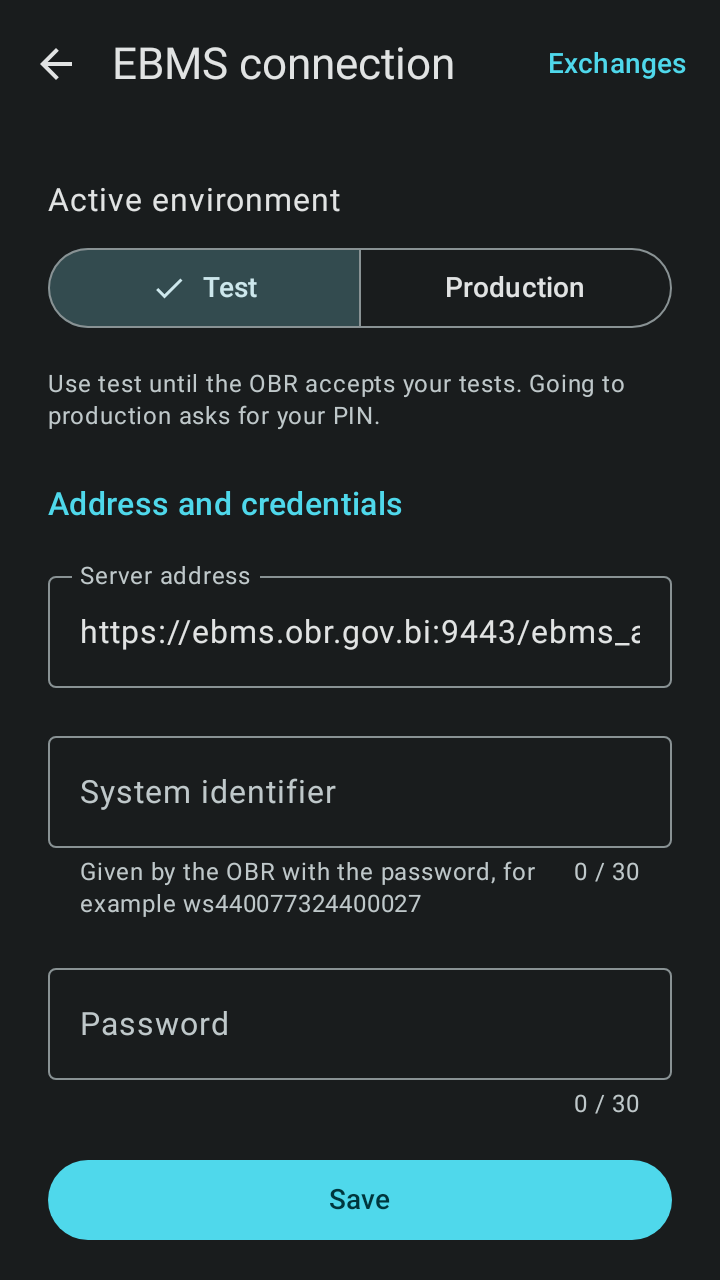 EBMS connection
Exchanges
Active environment
Test
Production
Use test until the OBR accepts your tests. Going to
production asks for your PIN.
Address and credentials
Server address
https://ebms.obr.gov.bi:9443/ebms_a
System identifier
Given by the OBR with the password, for
example ws440077324400027
0 / 30
Password
0 / 30
Save